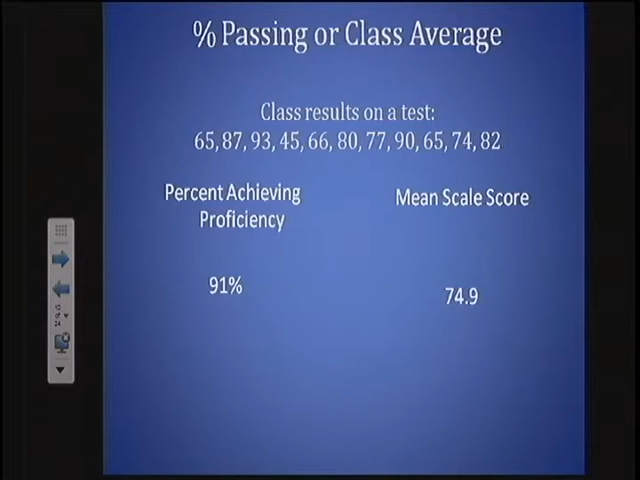 % Passing or Class Average
Class results on a test:
65, 87, 93, 45, 66, 80, 77, 90, 65, 74, 82
Percent Achieving
Proficiency
Mean Scale Score
91%
74.9